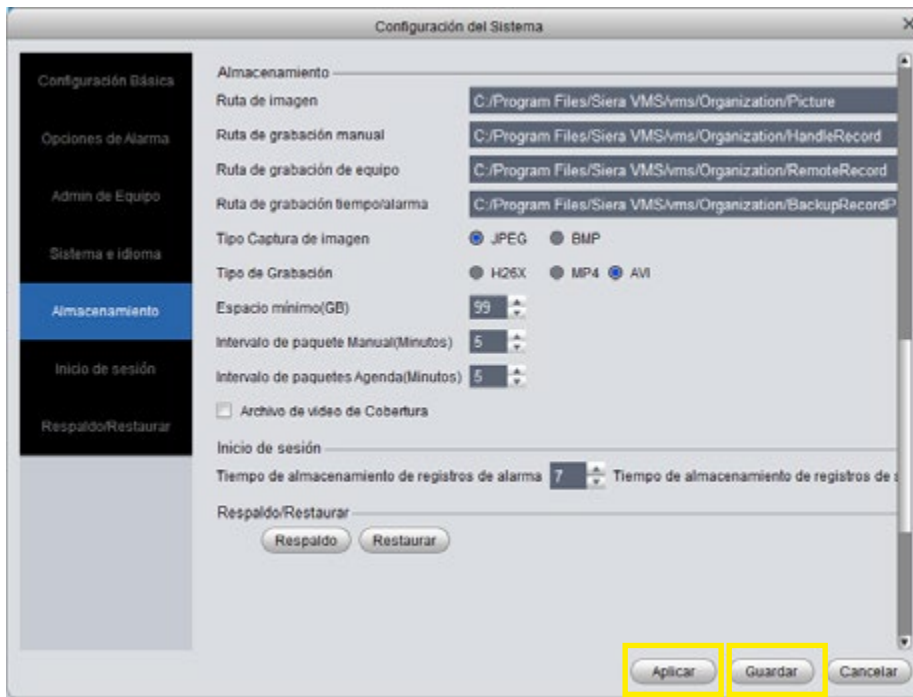 Configuración del Sistema
Configuración Básica
Opciones de Alarma
Admin de Equipo
Sistema e idioma
Almacenamiento
Inicio de sesión
Respaldo/Restaurar
Almacenamiento
Ruta de imagen C:/Program Files/Siera VMS/vms/Organization/Picture
Ruta de grabación manual C:/Program Files/Siera VMS/vms/Organization/HandleRecord
Ruta de grabación de equipo C:/Program Files/Siera VMS/vms/Organization/RemoteRecord
Ruta de grabación tiempo/alarma C:/Program Files/Siera VMS/vms/Organization/BackupRecordP
Tipo Captura de imagen JPEG BMP
Tipo de Grabación H26X MP4 AVI
Espacio mínimo(GB) 99
Intervalo de paquete Manual(Minutos) 5
Intervalo de paquetes Agenda(Minutos) 5
Archivo de video de Cobertura
Inicio de sesión
Tiempo de almacenamiento de registros de alarma 7 Tiempo de almacenamiento de registros de
Respaldo/Restaurar
Respaldo Restaurar
Aplicar Guardar Cancelar